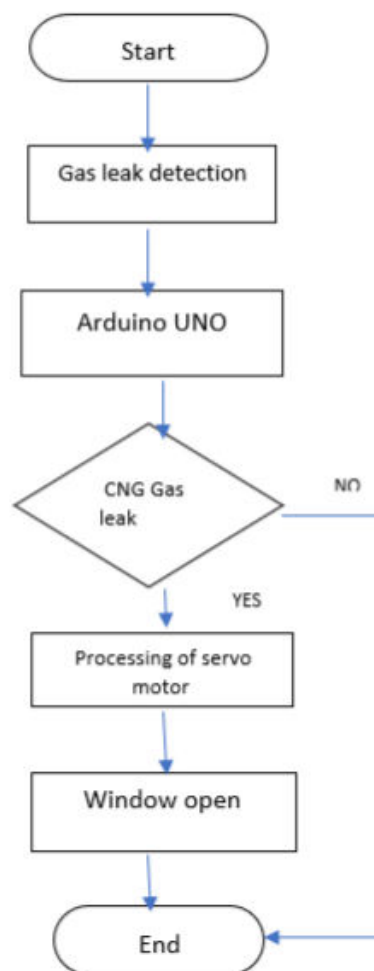 Start
Gas leak detection
Arduino UNO
CNG Gas
leak
NO
YES
Processing of servo
motor
Window open
End